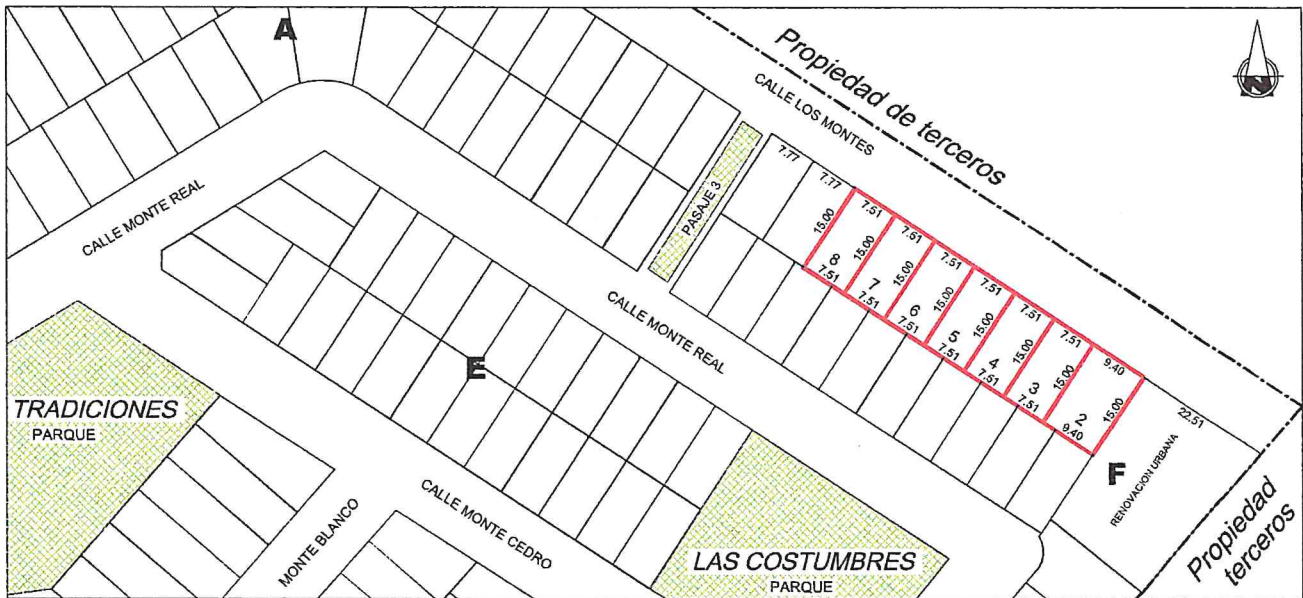 A
N
Propiedad de terceros
CALLE LOS MONTES
CALLE MONTE REAL
PASAJE 3
7.77
7.77
7.51
7.51
7.51
7.51
7.51
7.51
9.40
22.51
15.00
15.00
15.00
15.00
15.00
15.00
15.00
15.00
8
7
6
5
4
3
2
7.51
7.51
7.51
7.51
7.51
7.51
9.40
CALLE MONTE REAL
E
F
RENOVACION URBANA
Propiedad
terceros
TRADICIONES
PARQUE
CALLE MONTE CEDRO
MONTE BLANCO
LAS COSTUMBRES
PARQUE